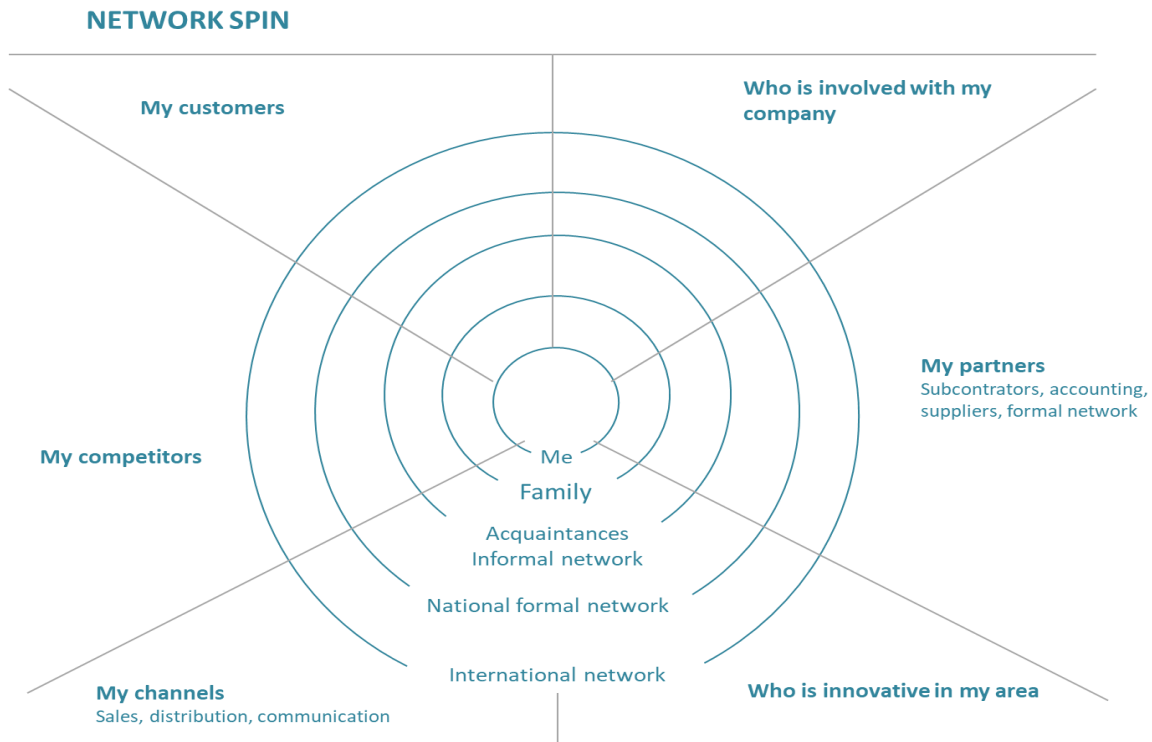 NETWORK SPIN
My customers
Who is involved with my
company
My partners
Subcontrators, accounting,
suppliers, formal network
My competitors
Me
Family
Acquaintances
Informal network
National formal network
International network
My channels
Sales, distribution, communication
Who is innovative in my area